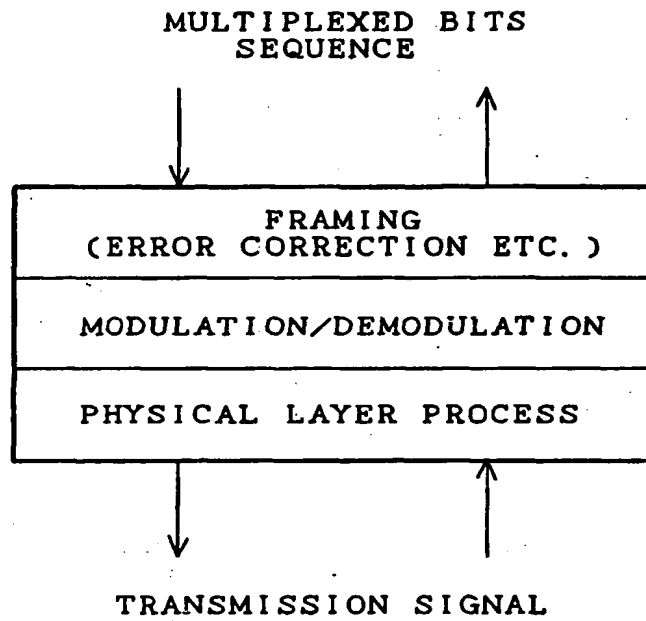 MULTIPLEXED BITS
SEQUENCE
FRAMING
(ERROR CORRECTION ETC.)
MODULATION/DEMODULATION
PHYSICAL LAYER PROCESS
TRANSMISSION SIGNAL